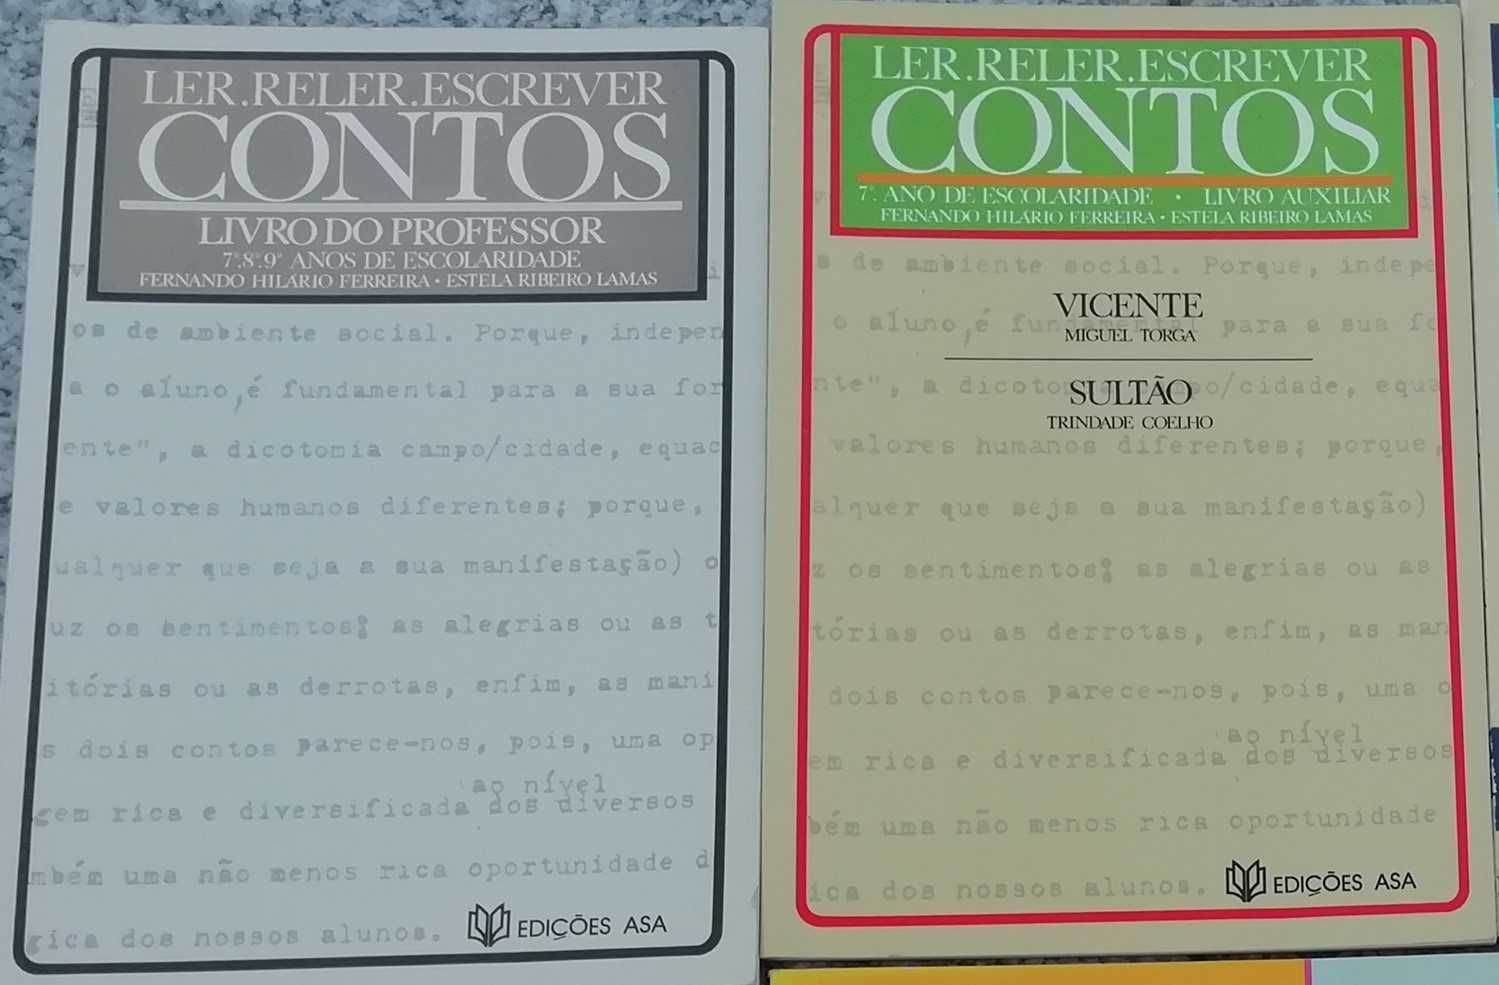 LER.RELER.ESCREVER
CONTOS
LIVRO DO PROFESSOR
7º.8º.9º ANOS DE ESCOLARIDADE
FERNANDO HILÁRIO FERREIRA • ESTELA RIBEIRO LAMAS
os de ambiente social. Porque, indepen
a o aluno, é fundamental para a sua for
ente", a dicotomia campo/cidade, equac
e valores humanos diferentes; porque,
ualquer que seja a sua manifestação) o
uz os sentimentos; as alegrias ou as t
itórias ou as derrotas, enfim, as mani
s dois contos parece-nos, pois, uma op
ao nível
gem rica e diversificada dos diversos
mbém uma não menos rica oportunidade d
gica dos nossos alunos.
EDIÇÕES ASA
LER.RELER.ESCREVER
CONTOS
7º. ANO DE ESCOLARIDADE • LIVRO AUXILIAR
FERNANDO HILÁRIO FERREIRA • ESTELA RIBEIRO LAMAS
s de ambiente social. Porque, indepe
VICENTE
o aluno, é fundamental para a sua fo
MIGUEL TORGA
SULTÃO
nte", a dicotomia campo/cidade, equa
TRINDADE COELHO
valores humanos diferentes; porque,
alquer que seja a sua manifestação)
z os sentimentos; as alegrias ou as
tórias ou as derrotas, enfim, as man
dois contos parece-nos, pois, uma o
ao nível
em rica e diversificada dos diversos
bém uma não menos rica oportunidade
ica dos nossos alunos.
EDIÇÕES ASA